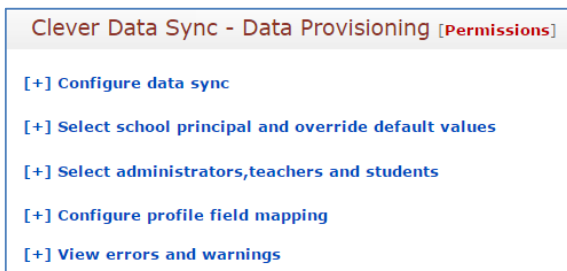 Clever Data Sync - Data Provisioning [Permissions]
[+] Configure data sync
[+] Select school principal and override default values
[+] Select administrators,teachers and students
[+] Configure profile field mapping
[+] View errors and warnings